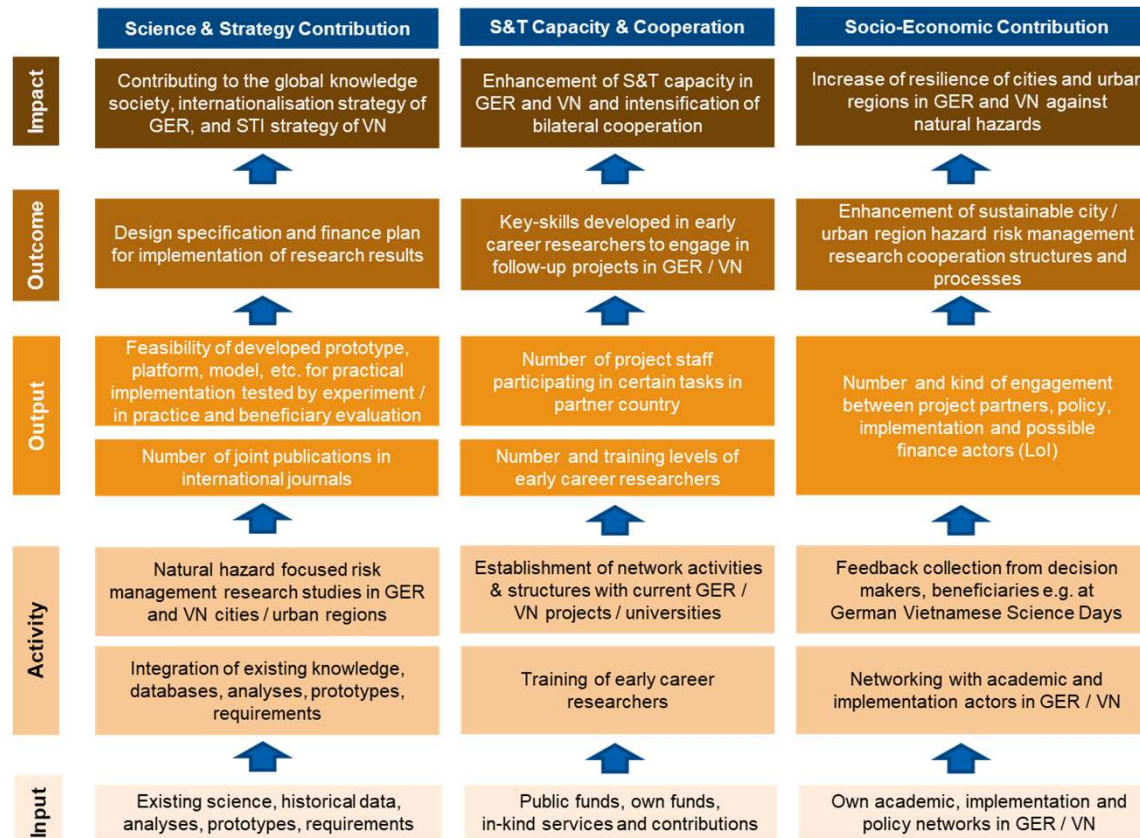 Science & Strategy Contribution
S&T Capacity & Cooperation
Socio-Economic Contribution
Impact
Contributing to the global knowledge
society, internationalisation strategy of
GER, and STI strategy of VN
Enhancement of S&T capacity in
GER and VN and intensification of
bilateral cooperation
Increase of resilience of cities and urban
regions in GER and VN against
natural hazards
Outcome
Design specification and finance plan
for implementation of research results
Key-skills developed in early
career researchers to engage in
follow-up projects in GER / VN
Enhancement of sustainable city /
urban region hazard risk management
research cooperation structures and
processes
Output
Feasibility of developed prototype,
platform, model, etc. for practical
implementation tested by experiment /
in practice and beneficiary evaluation
Number of project staff
participating in certain tasks in
partner country
Number and kind of engagement
between project partners, policy,
implementation and possible
finance actors (LoI)
Number of joint publications in
international journals
Number and training levels of
early career researchers
Activity
Natural hazard focused risk
management research studies in GER
and VN cities / urban regions
Establishment of network activities
& structures with current GER /
VN projects / universities
Feedback collection from decision
makers, beneficiaries e.g. at
German Vietnamese Science Days
Integration of existing knowledge,
databases, analyses, prototypes,
requirements
Training of early career
researchers
Networking with academic and
implementation actors in GER / VN
Input
Existing science, historical data,
analyses, prototypes, requirements
Public funds, own funds,
in-kind services and contributions
Own academic, implementation and
policy networks in GER / VN